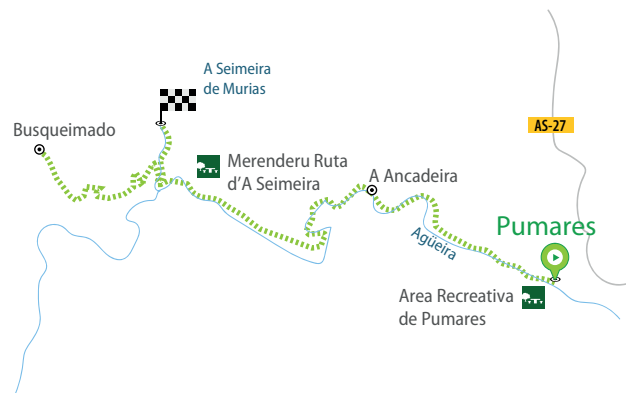 A Seimeira
de Murias
AS-27
Busqueimado
Merenderu Ruta
d’A Seimeira
A Ancadeira
Pumares
Agüeira
Area Recreativa
de Pumares